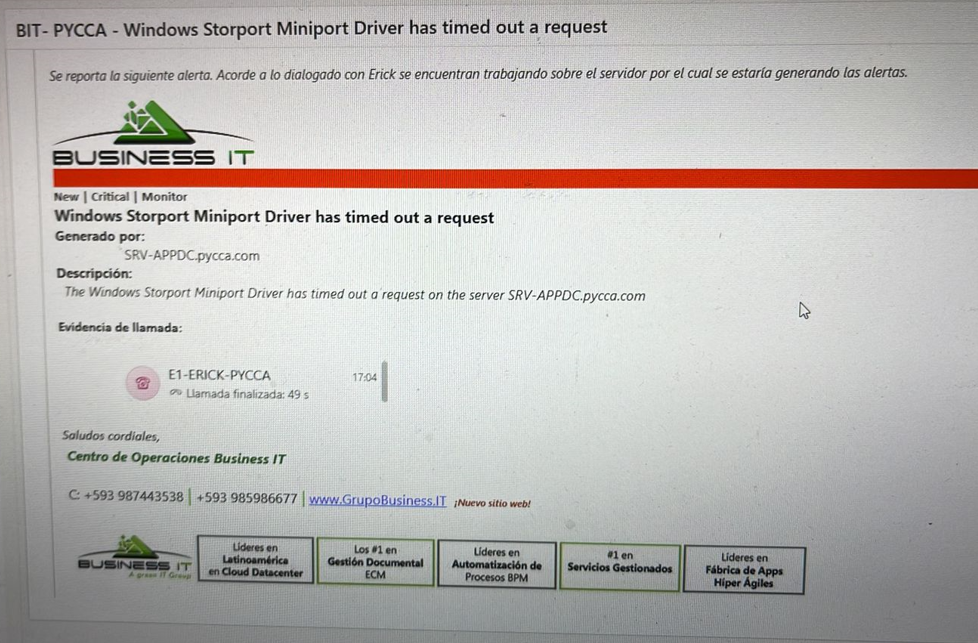 BIT- PYCCA - Windows Storport Miniport Driver has timed out a request
Se reporta la siguiente alerta. Acorde a lo dialogado con Erick se encuentran trabajando sobre el servidor por el cual se estaría generando las alertas.
BUSINESS IT
New | Critical | Monitor
Windows Storport Miniport Driver has timed out a request
Generado por:
SRV-APPDC.pycca.com
Descripción:
The Windows Storport Miniport Driver has timed out a request on the server SRV-APPDC.pycca.com
Evidencia de llamada:
E1-ERICK-PYCCA
17:04
Llamada finalizada: 49 s
Saludos cordiales,
Centro de Operaciones Business IT
C: +593 987443538 | +593 985986677 | www.GrupoBusiness.IT ¡Nuevo sitio web!
BUSINESS IT
A green IT Group
Líderes en
Latinoamérica
en Cloud Datacenter
Los #1 en
Gestión Documental
ECM
Líderes en
Automatización de
Procesos BPM
#1 en
Servicios Gestionados
Líderes en
Fábrica de Apps
Híper Ágiles